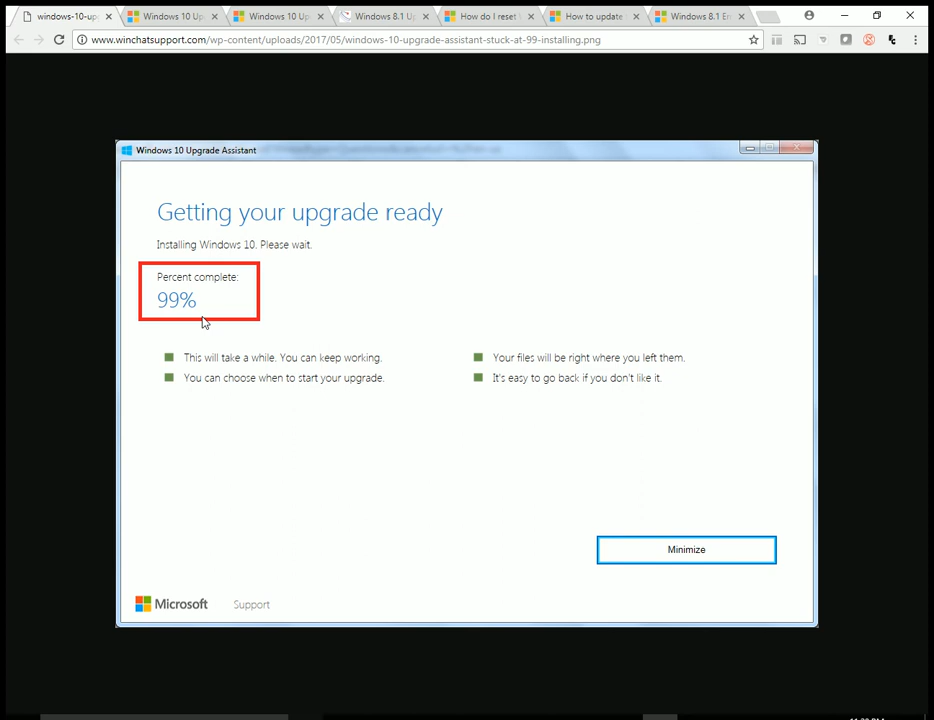 windows-10-up
Windows 10 Up
Windows 10 Up
Windows 8.1 Up
How do I reset
How to update
Windows 8.1 En
www.winchatsupport.com/wp-content/uploads/2017/05/windows-10-upgrade-assistant-stuck-at-99-installing.png
Windows 10 Upgrade Assistant
Getting your upgrade ready
Installing Windows 10. Please wait.
Percent complete:
99%
This will take a while. You can keep working.
Your files will be right where you left them.
You can choose when to start your upgrade.
It's easy to go back if you don't like it.
Minimize
Microsoft
Support